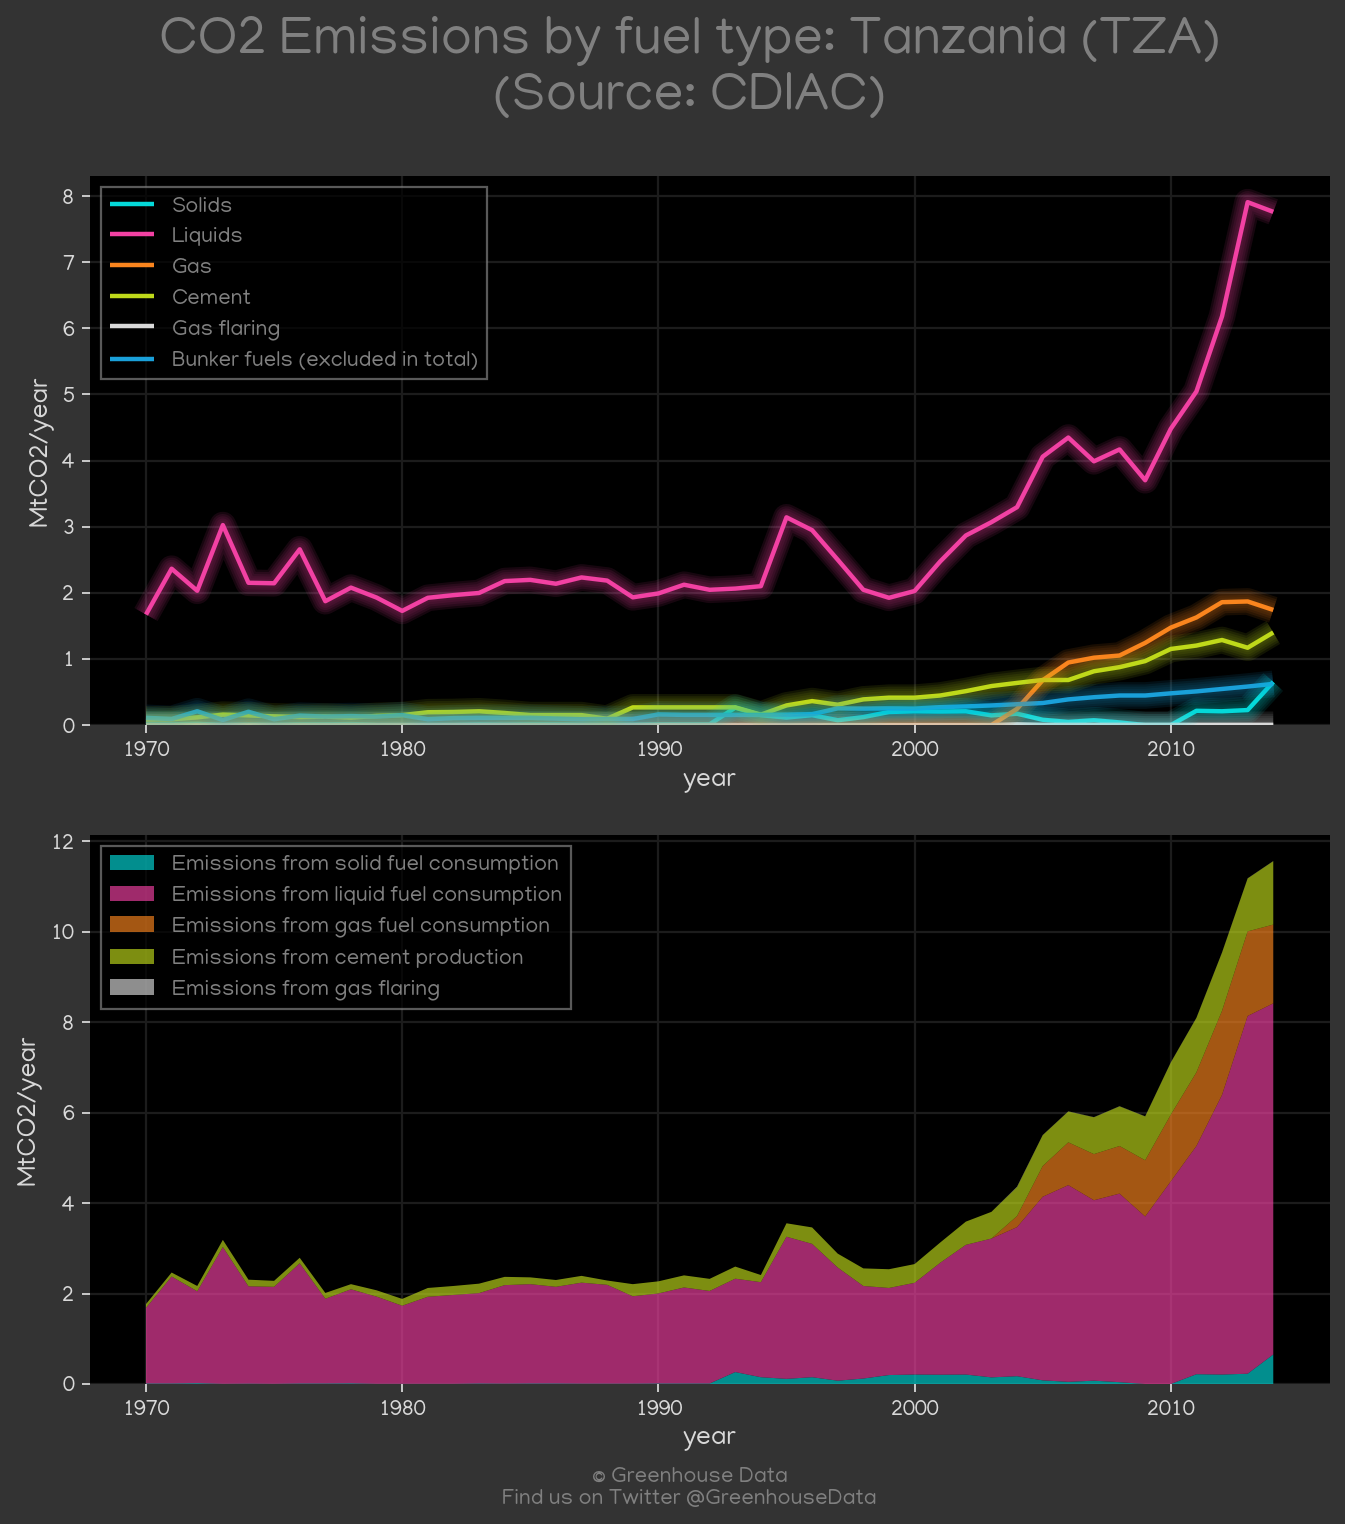 CO2 Emissions by fuel type: Tanzania (TZA)
(Source: CDIAC)
Solids
Liquids
Gas
Cement
Gas flaring
Bunker fuels (excluded in total)
8
7
6
5
4
3
2
1
0
MtCO2/year
1970 1980 1990 2000 2010
year
Emissions from solid fuel consumption
Emissions from liquid fuel consumption
Emissions from gas fuel consumption
Emissions from cement production
Emissions from gas flaring
12
10
8
6
4
2
0
MtCO2/year
1970 1980 1990 2000 2010
year
© Greenhouse Data
Find us on Twitter @GreenhouseData